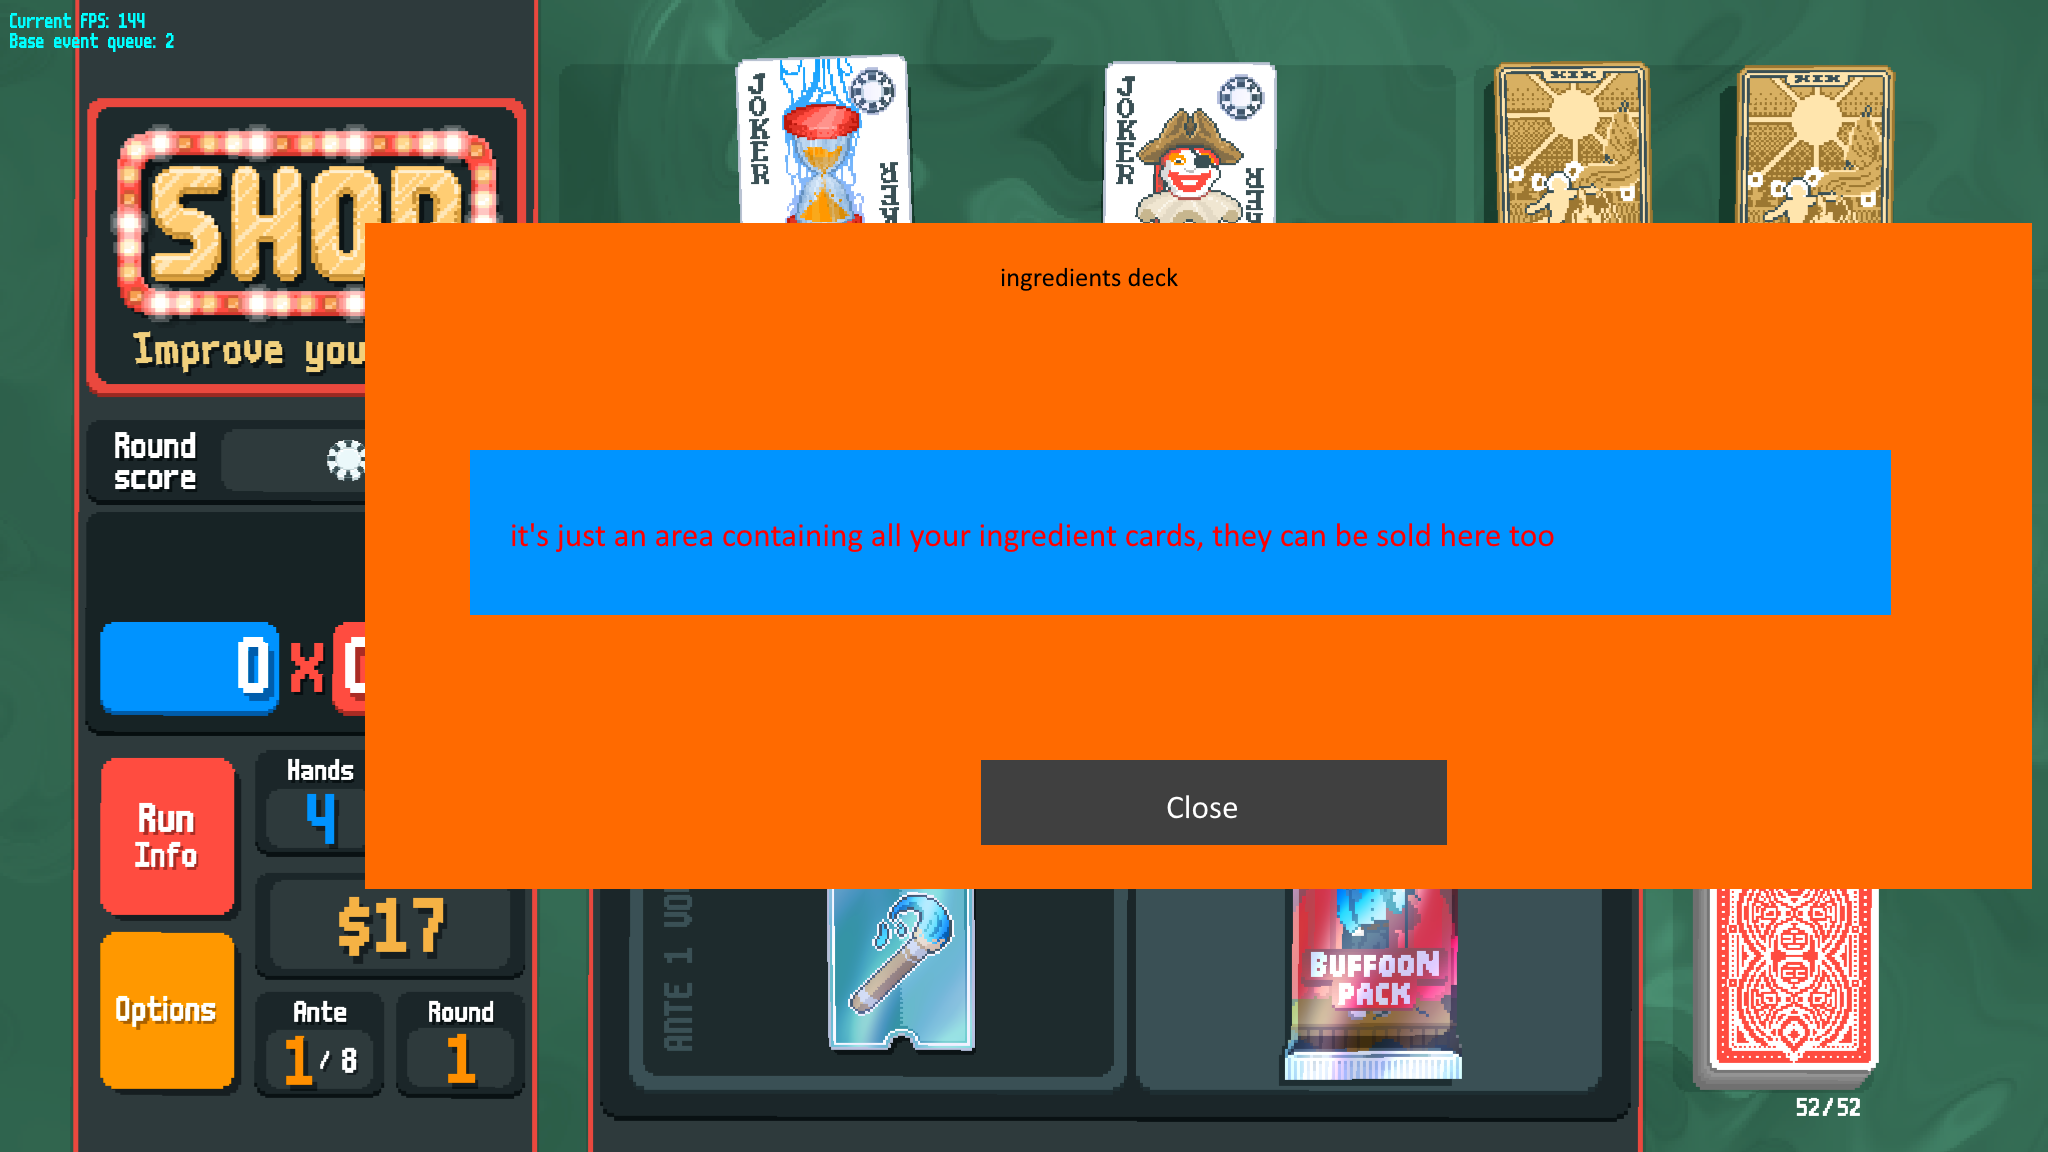 Current FPS: 144
Base event queue: 2
JOKER
JOKER
XIX
XIX
SHOP
Improve you
ingredients deck
Round
score
it's just an area containing all your ingredient cards, they can be sold here too
0 X 0
Hands
4
Close
Run
Info
$17
ANTE 1 VO
BUFFOON
PACK
Options
Ante
1 / 8
Round
1
52/52